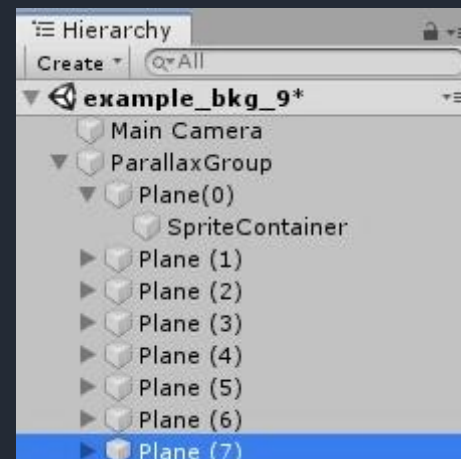 Hierarchy
Create All
example_bkg_9*
Main Camera
ParallaxGroup
Plane(0)
SpriteContainer
Plane (1)
Plane (2)
Plane (3)
Plane (4)
Plane (5)
Plane (6)
Plane (7)